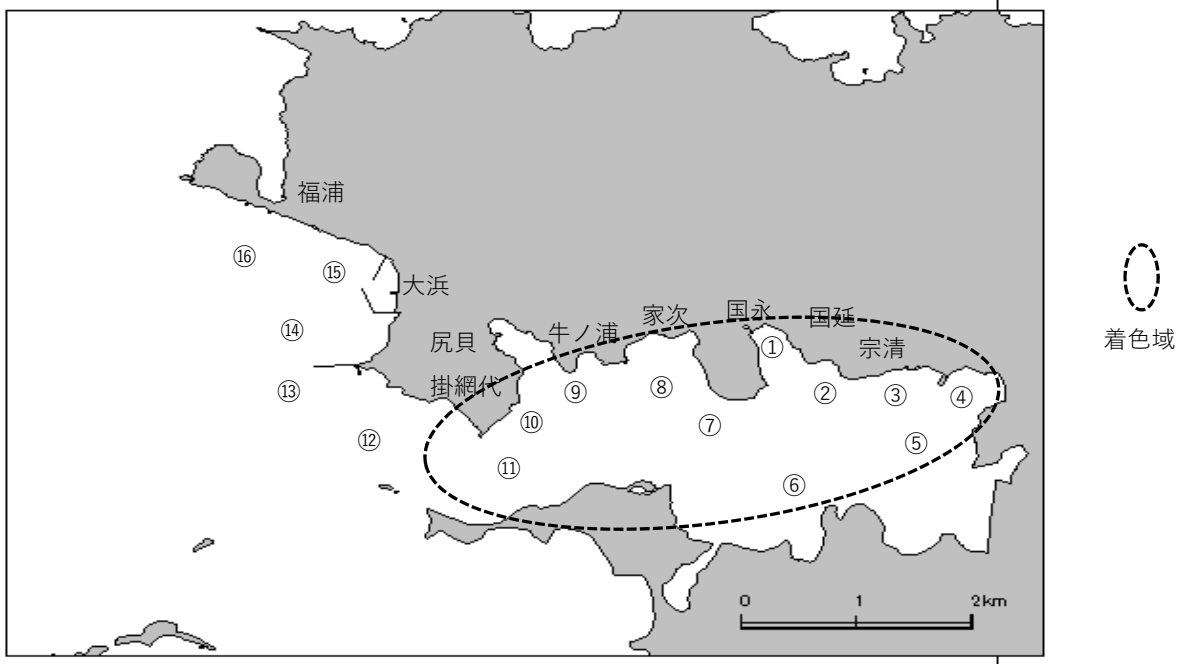 福浦
⑯
⑮
大浜
⑭
尻貝
牛ノ浦
家次
国永
国延
宗清
①
掛網代
⑬
⑨
⑧
②
③
④
⑩
⑦
⑫
⑤
⑪
⑥
着色域
0 1 2km